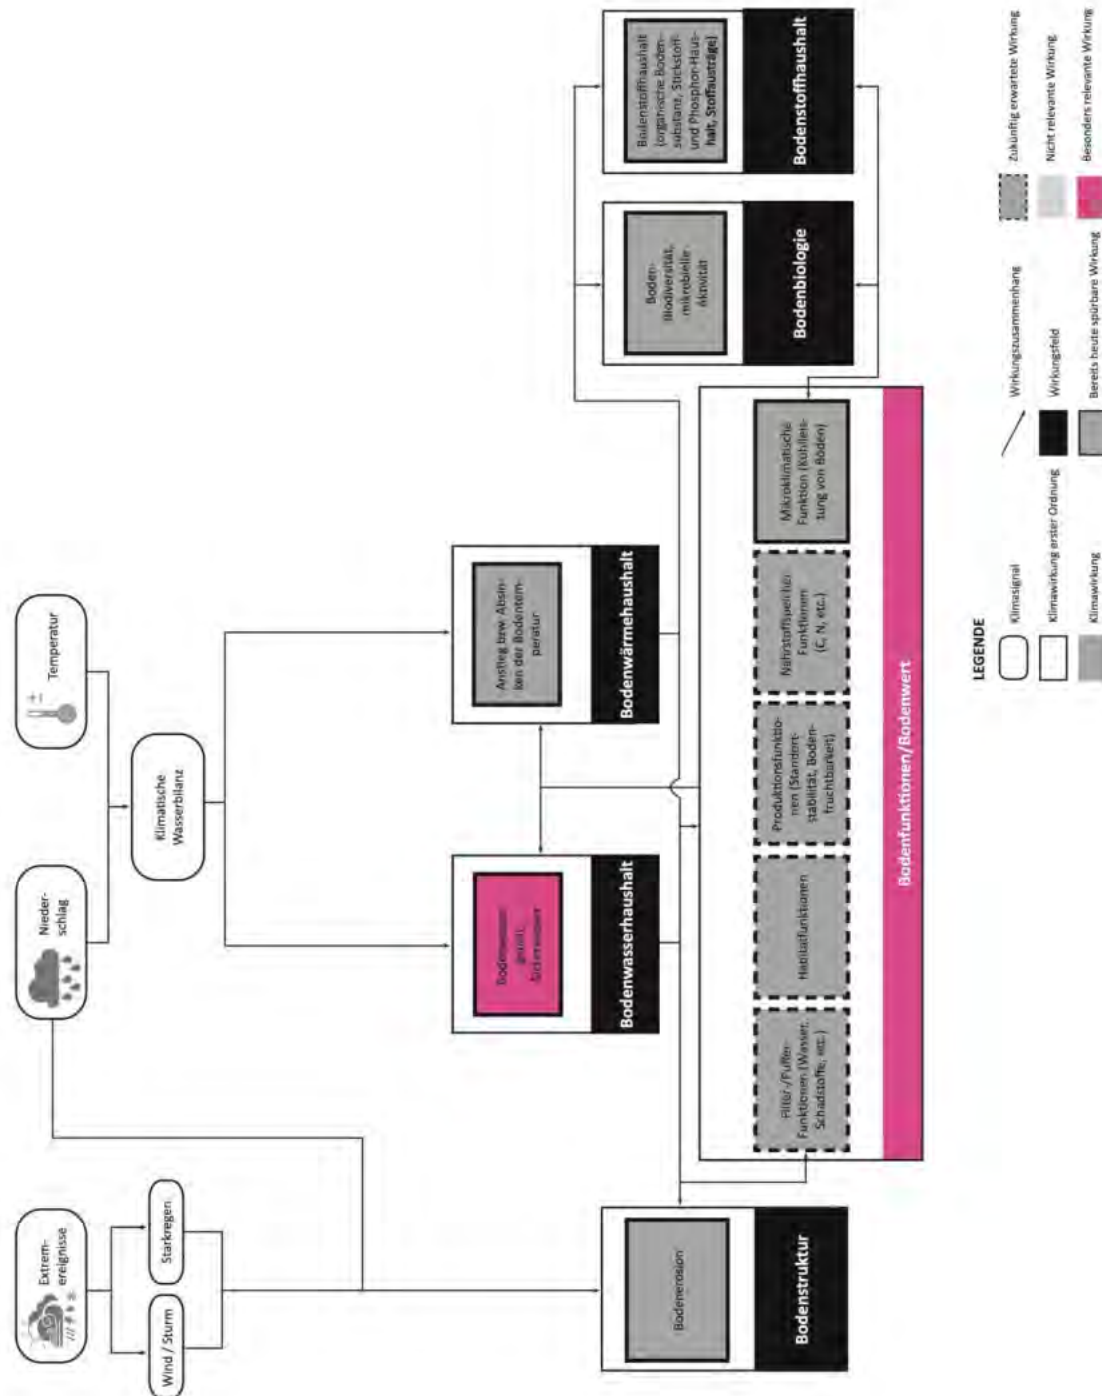 Extrem-
ereignisse
Nieder-
schlag
Temperatur
Wind / Sturm
Starkregen
Klimatische
Wasserbilanz
Anstieg bzw. Absin-
ken der Bodentem-
peratur
Bodenwasserhaushalt
Bodenwärmehaushalt
Bodenerosion
Bodenstruktur
Boden-
Biodiversität,
mikrobielle
Aktivität
Bodenbiologie
Bodenstoffhaushalt
(organische Boden-
substanz, Stickstoff-
und Phosphor-Haus-
halt, Stoffausträge)
Bodenstoffhaushalt
Filter-/Puffer-
Funktionen (Wasser,
Schadstoffe, etc.)
Habitatfunktionen
Produktionsfunktio-
nen (Standort-
stabilität, Boden-
fruchtbarkeit)
Nährstoffspeicher
Funktionen
(C, N, etc.)
Mikroklimatische
Funktion (Kühlleis-
tung von Böden)
Bodenfunktionen/Bodenwert
LEGENDE
Klimasignal
Wirkungszusammenhang
Zukünftig erwartete Wirkung
Klimawirkung erster Ordnung
Wirkungsfeld
Nicht relevante Wirkung
Klimawirkung
Bereits heute spürbare Wirkung
Besonders relevante Wirkung